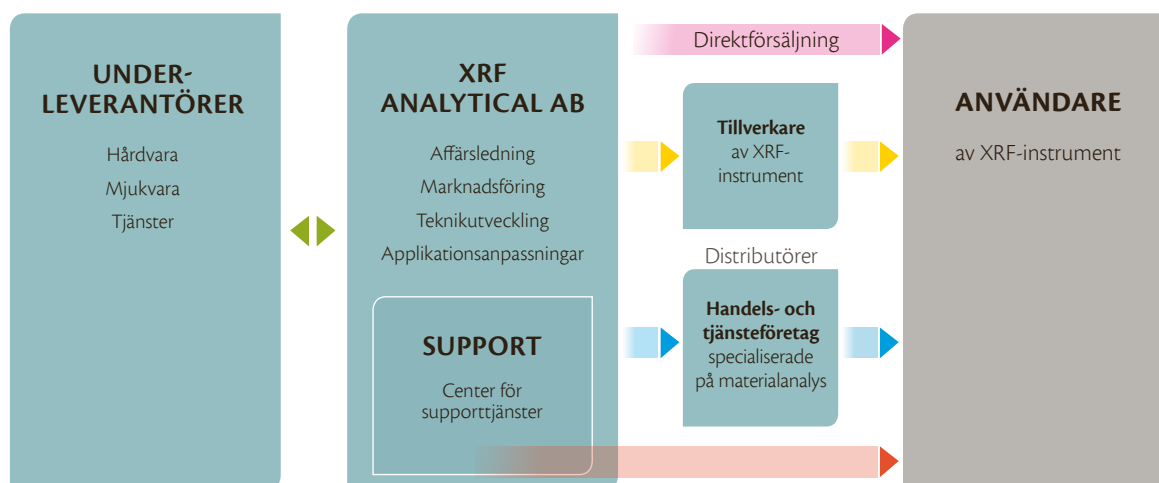 UNDER-
LEVERANTÖRER
Hårdvara
Mjukvara
Tjänster
XRF
ANALYTICAL AB
Affärsledning
Marknadsföring
Teknikutveckling
Applikationsanpassningar
SUPPORT
Center för
supporttjänster
Direktförsäljning
Tillverkare
av XRF-
instrument
Distributörer
Handels- och
tjänsteföretag
specialiserade
på materialanalys
ANVÄNDARE
av XRF-instrument